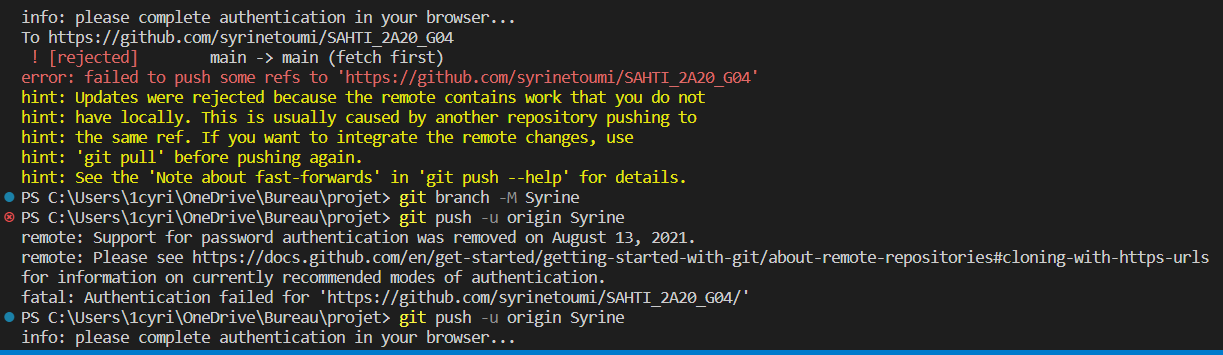 info: please complete authentication in your browser...
To https://github.com/syrinetoumi/SAHTI_2A20_G04
! [rejected]        main -> main (fetch first)
error: failed to push some refs to 'https://github.com/syrinetoumi/SAHTI_2A20_G04'
hint: Updates were rejected because the remote contains work that you do not
hint: have locally. This is usually caused by another repository pushing to
hint: the same ref. If you want to integrate the remote changes, use
hint: 'git pull' before pushing again.
hint: See the 'Note about fast-forwards' in 'git push --help' for details.
PS C:\Users\1cyri\OneDrive\Bureau\projet> git branch -M Syrine
PS C:\Users\1cyri\OneDrive\Bureau\projet> git push -u origin Syrine
remote: Support for password authentication was removed on August 13, 2021.
remote: Please see https://docs.github.com/en/get-started/getting-started-with-git/about-remote-repositories#cloning-with-https-urls
for information on currently recommended modes of authentication.
fatal: Authentication failed for 'https://github.com/syrinetoumi/SAHTI_2A20_G04/'
PS C:\Users\1cyri\OneDrive\Bureau\projet> git push -u origin Syrine
info: please complete authentication in your browser...